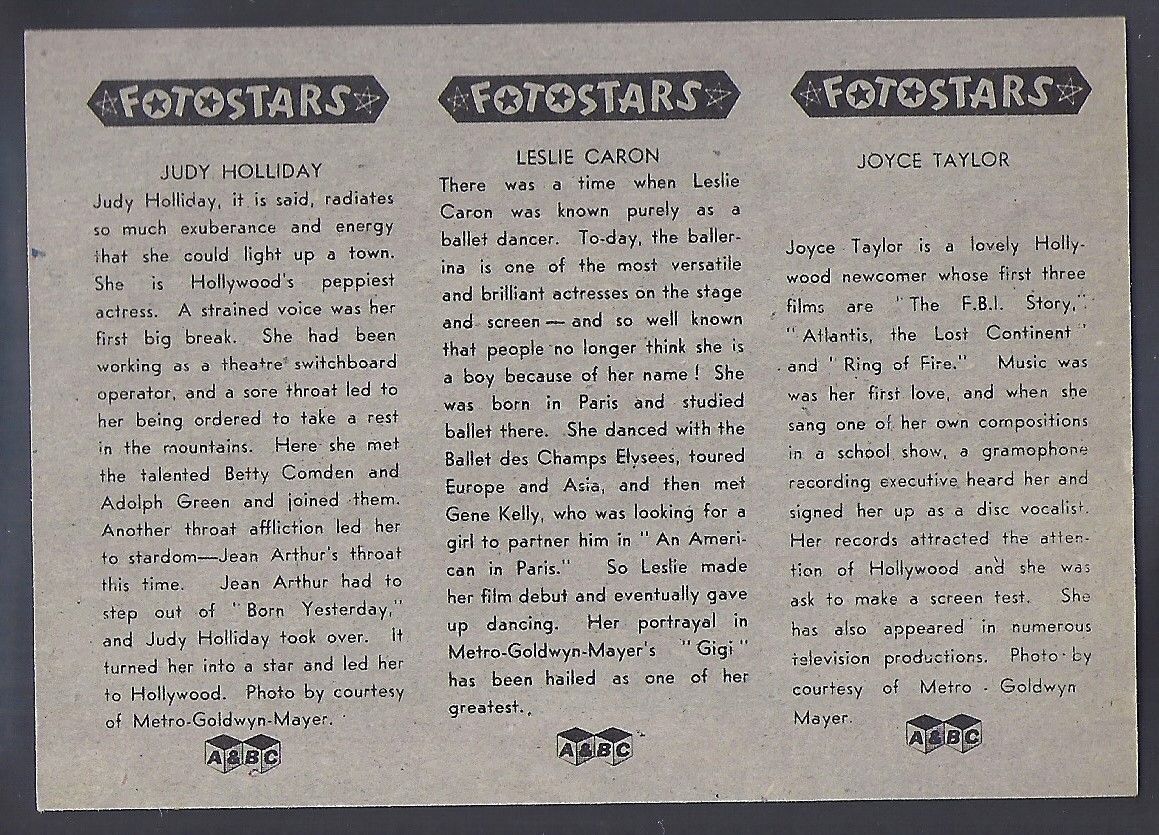 FOTOSTARS
JUDY HOLLIDAY
Judy Holliday, it is said, radiates
so much exuberance and energy
that she could light up a town.
She is Hollywood's peppiest
actress. A strained voice was her
first big break. She had been
working as a theatre switchboard
operator, and a sore throat led to
her being ordered to take a rest
in the mountains. Here she met
the talented Betty Comden and
Adolph Green and joined them.
Another throat affliction led her
to stardom—Jean Arthur's throat
this time. Jean Arthur had to
step out of "Born Yesterday,"
and Judy Holliday took over. It
turned her into a star and led her
to Hollywood. Photo by courtesy
of Metro-Goldwyn-Mayer.
A&BC
FOTOSTARS
LESLIE CARON
There was a time when Leslie
Caron was known purely as a
ballet dancer. To-day, the baller-
ina is one of the most versatile
and brilliant actresses on the stage
and screen — and so well known
that people no longer think she is
a boy because of her name! She
was born in Paris and studied
ballet there. She danced with the
Ballet des Champs Elysees, toured
Europe and Asia, and then met
Gene Kelly, who was looking for a
girl to partner him in "An Ameri-
can in Paris." So Leslie made
her film debut and eventually gave
up dancing. Her portrayal in
Metro-Goldwyn-Mayer's "Gigi"
has been hailed as one of her
greatest.
A&BC
FOTOSTARS
JOYCE TAYLOR
Joyce Taylor is a lovely Holly-
wood newcomer whose first three
films are "The F.B.I. Story,"
"Atlantis, the Lost Continent"
and "Ring of Fire." Music was
was her first love, and when she
sang one of her own compositions
in a school show, a gramophone
recording executive heard her and
signed her up as a disc vocalist.
Her records attracted the atten-
tion of Hollywood and she was
ask to make a screen test. She
has also appeared in numerous
television productions. Photo by
courtesy of Metro - Goldwyn
Mayer.
A&BC